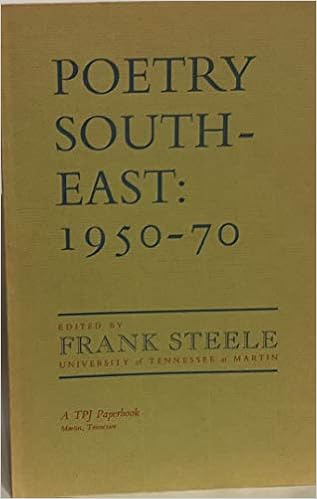 POETRY
SOUTH-
EAST:
1950-70
EDITED BY
FRANK STEELE
UNIVERSITY of TENNESSEE at MARTIN
A TPJ Paperbook
Martin, Tennessee